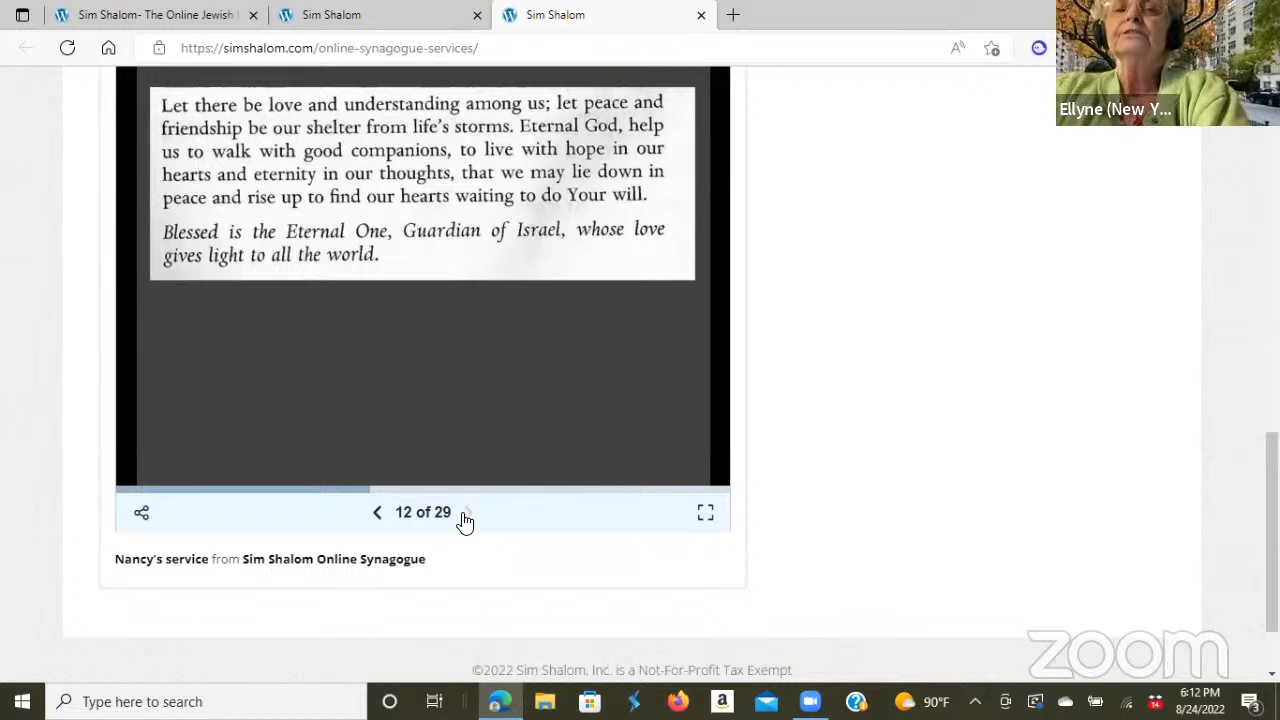 Sim Shalom- The Online Jewish
Sim Shalom
Sim Shalom
https://simshalom.com/online-synagogue-services/
Ellyne (New Y...
Let there be love and understanding among us; let peace and
friendship be our shelter from life's storms. Eternal God, help
us to walk with good companions, to live with hope in our
hearts and eternity in our thoughts, that we may lie down in
peace and rise up to find our hearts waiting to do Your will.
Blessed is the Eternal One, Guardian of Israel, whose love
gives light to all the world.
12 of 29
Nancy's service from Sim Shalom Online Synagogue
zoom
©2022 Sim Shalom, Inc. is a Not-For-Profit Tax Exempt
Type here to search
90°F
14
6:12 PM
8/24/2022
3